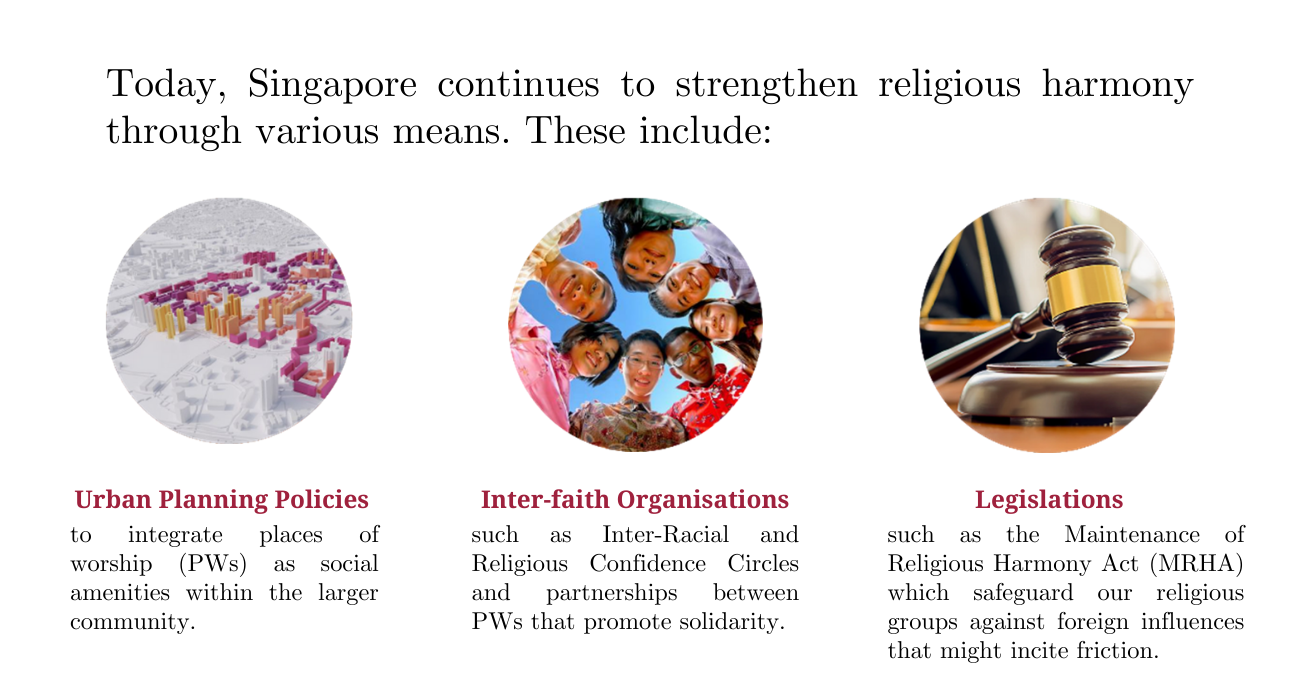 Today, Singapore continues to strengthen religious harmony
through various means. These include:
Urban Planning Policies
to integrate places of
worship (PWs) as social
amenities within the larger
community.
Inter-faith Organisations
such as Inter-Racial and
Religious Confidence Circles
and partnerships between
PWs that promote solidarity.
Legislations
such as the Maintenance of
Religious Harmony Act (MRHA)
which safeguard our religious
groups against foreign influences
that might incite friction.